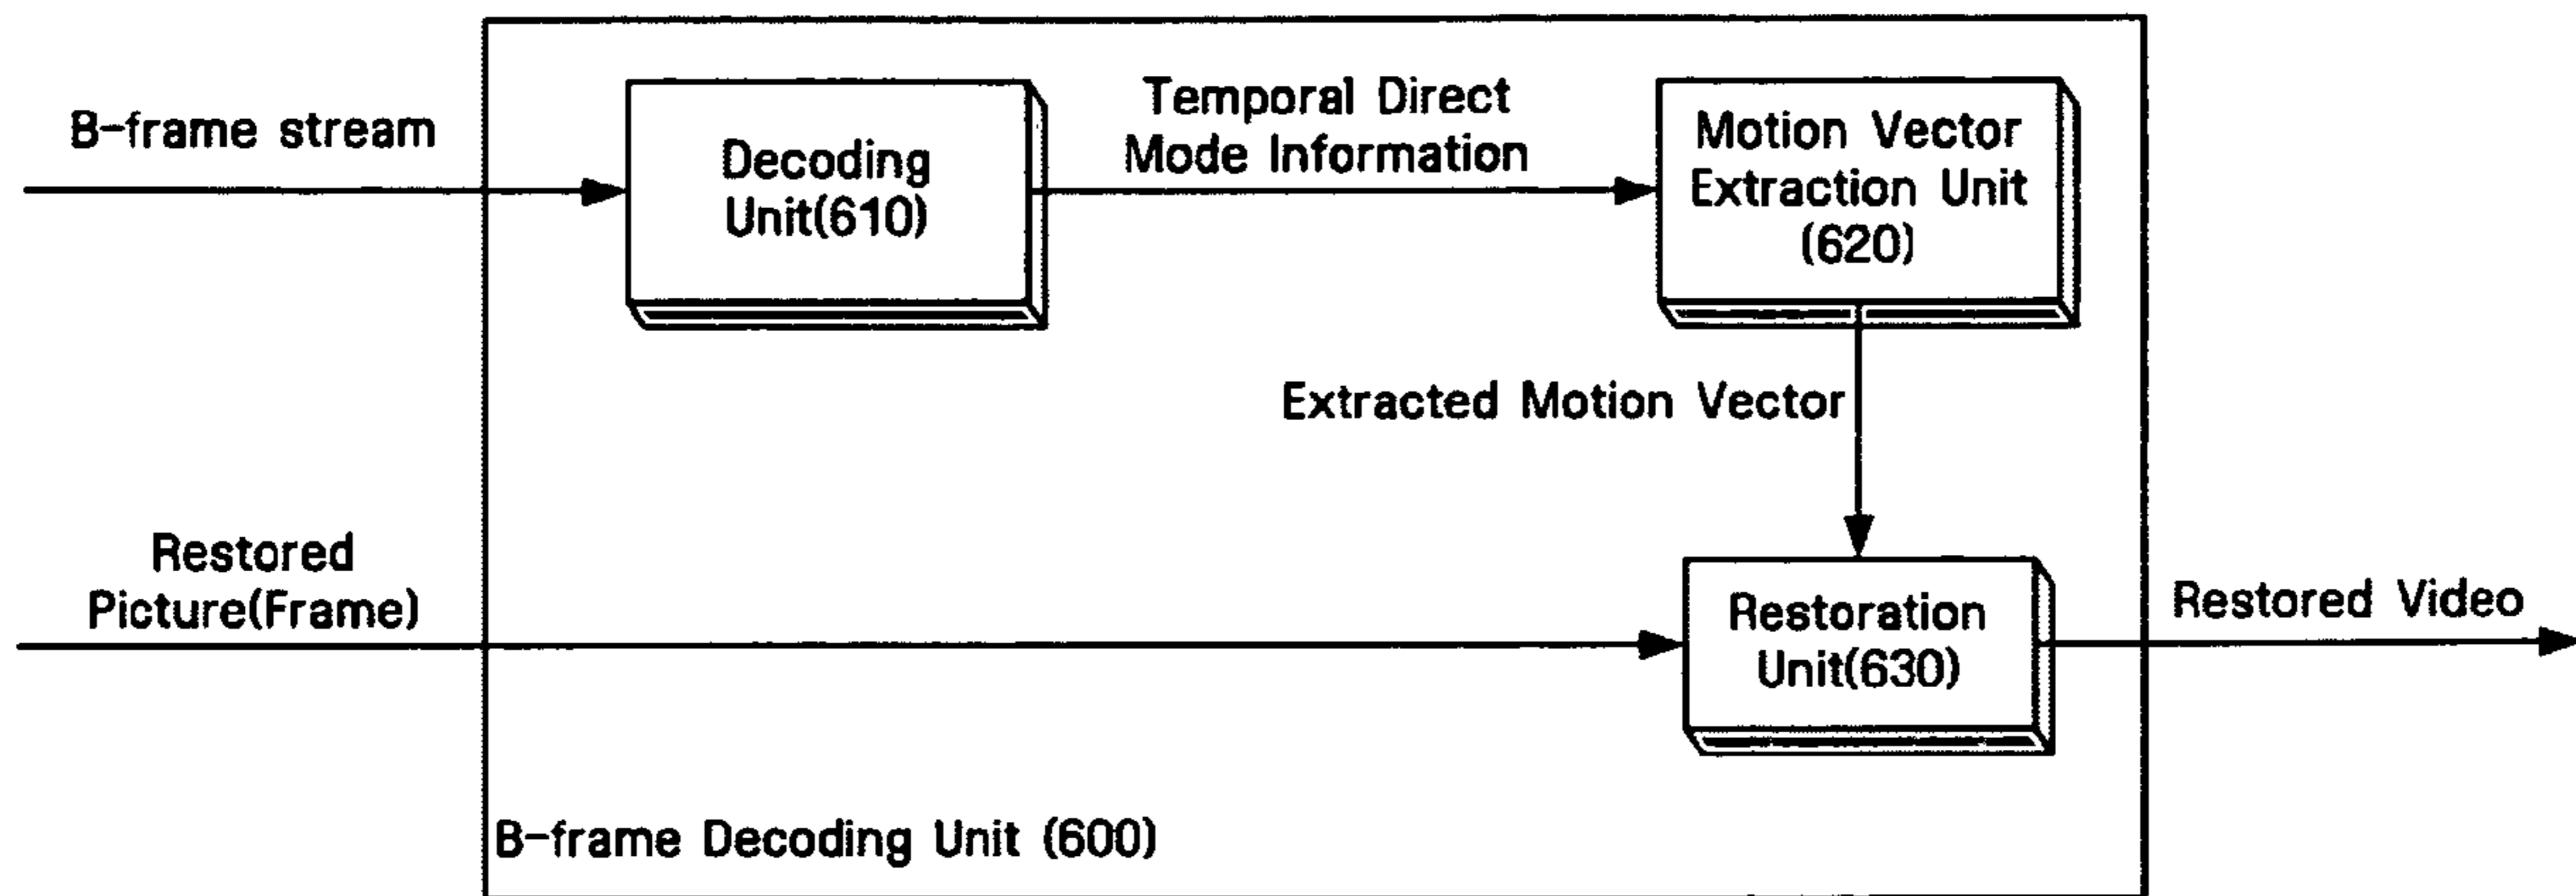 B-frame stream
Decoding
Unit(610)
Temporal Direct
Mode Information
Motion Vector
Extraction Unit
(620)
Extracted Motion Vector
Restored
Picture(Frame)
Restoration
Unit(630)
Restored Video
B-frame Decoding Unit (600)